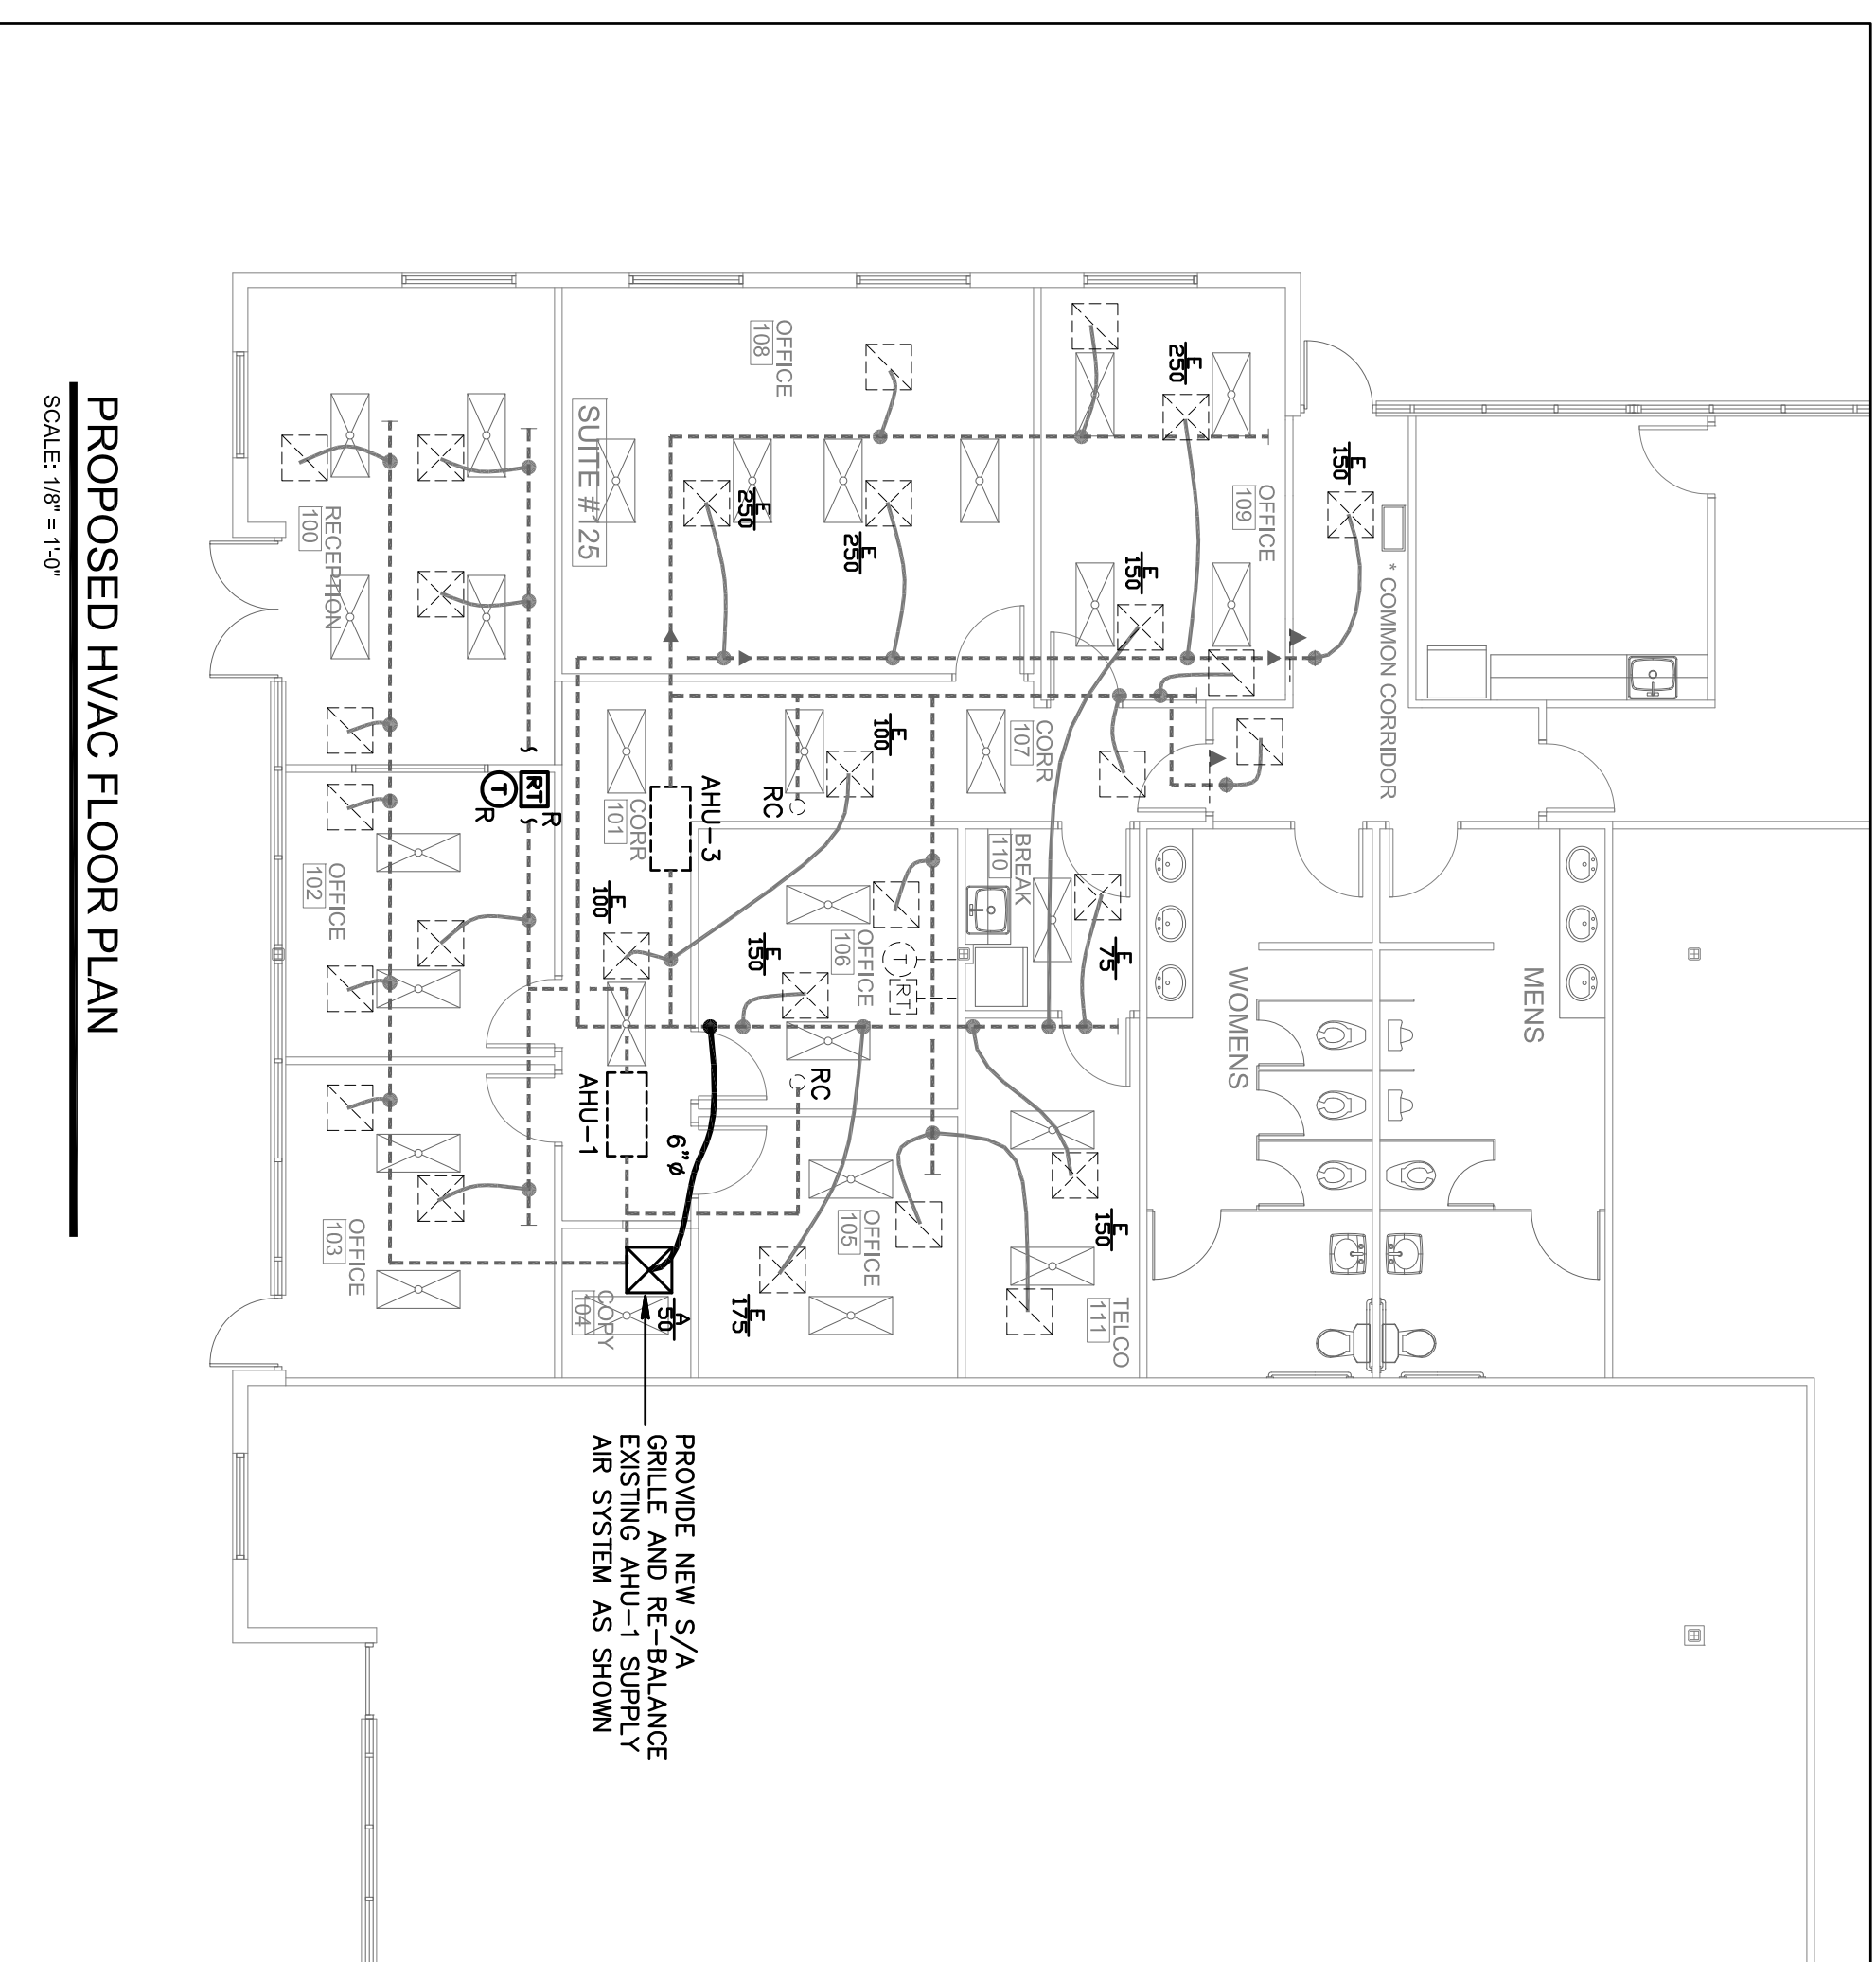 OFFICE
109
E
250
E
150
* COMMON CORRIDOR
E
150
OFFICE
108
E
250
E
250
SUITE #125
RECEPTION
100
CORR
107
E
100
RC
AHU-3
CORR
101
E
100
RT
R
T
R
BREAK
110
E
75
OFFICE
106
T
RT
E
150
RC
AHU-1
6"ø
WOMENS
MENS
OFFICE
102
OFFICE
103
OFFICE
105
E
175
E
150
TELCO
111
COPY
104
A
50
PROVIDE NEW S/A
GRILLE AND RE-BALANCE
EXISTING AHU-1 SUPPLY
AIR SYSTEM AS SHOWN
PROPOSED HVAC FLOOR PLAN
SCALE: 1/8" = 1'-0"